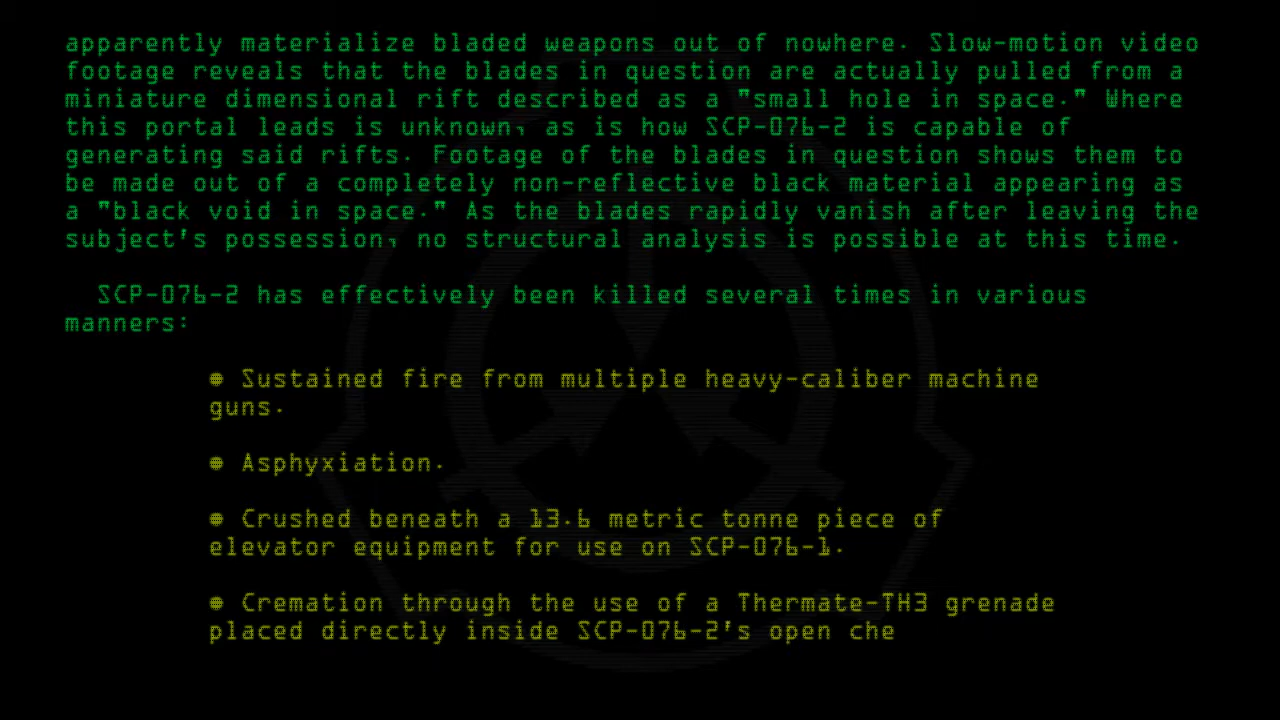 apparently materialize bladed weapons out of nowhere. Slow-motion video
footage reveals that the blades in question are actually pulled from a
miniature dimensional rift described as a "small hole in space." Where
this portal leads is unknown, as is how SCP-076-2 is capable of
generating said rifts. Footage of the blades in question shows them to
be made out of a completely non-reflective black material appearing as
a "black void in space." As the blades rapidly vanish after leaving the
subject's possession, no structural analysis is possible at this time.
SCP-076-2 has effectively been killed several times in various
manners:
● Sustained fire from multiple heavy-caliber machine
guns.
● Asphyxiation.
● Crushed beneath a 13.6 metric tonne piece of
elevator equipment for use on SCP-076-1.
● Cremation through the use of a Thermate-TH3 grenade
placed directly inside SCP-076-2's open che